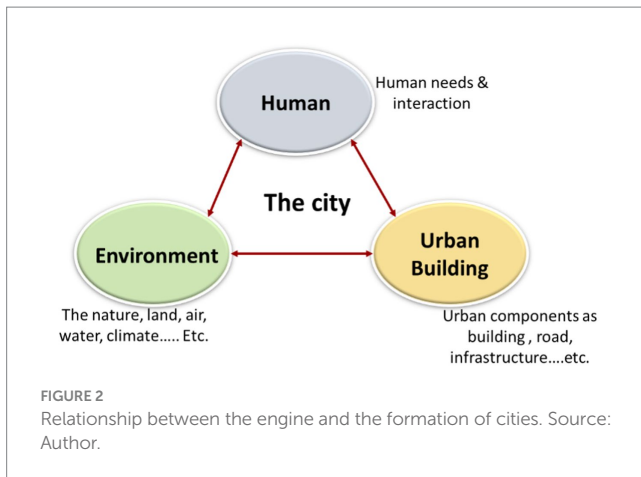 Human
Human needs &
interaction
The city
Environment
Urban
Building
The nature, land, air,
water, climate..... Etc.
Urban components as
building , road,
infrastructure....etc.
FIGURE 2
Relationship between the engine and the formation of cities. Source:
Author.